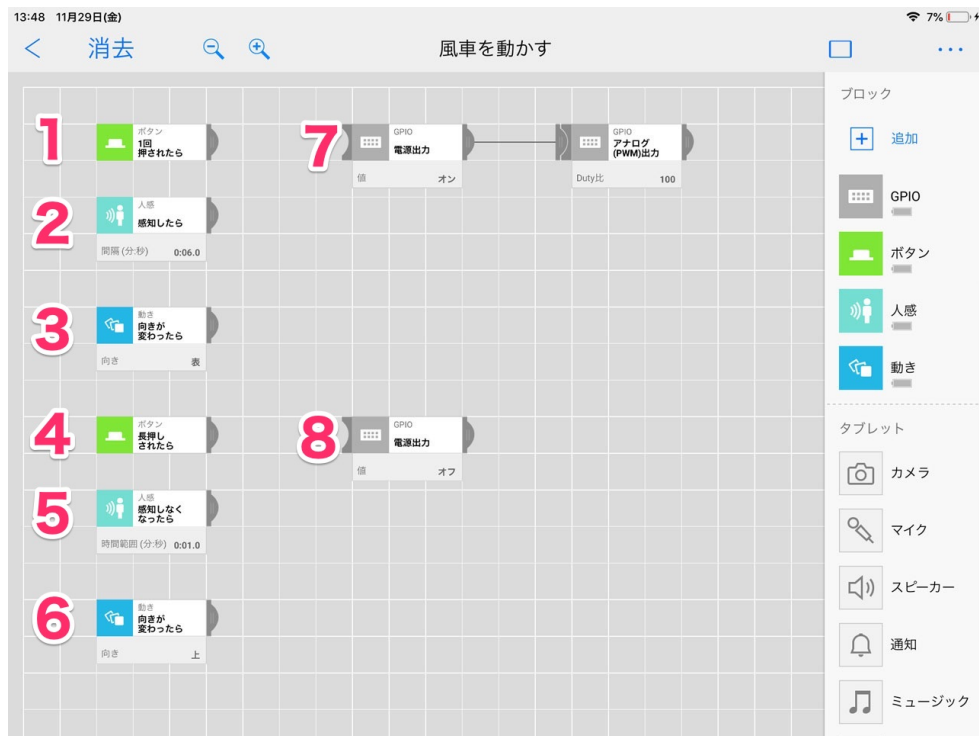 13:48 11月29日(金)
7%
消去
風車を動かす
1
ボタン
1回
押されたら
7
GPIO
電源出力
値 オン
GPIO
アナログ
(PWM)出力
Duty比 100
2
人感
感知したら
間隔 (分:秒) 0:06.0
3
動き
向きが
変わったら
向き 表
4
ボタン
長押し
されたら
8
GPIO
電源出力
値 オフ
5
人感
感知しなく
なったら
時間範囲 (分:秒) 0:01.0
6
動き
向きが
変わったら
向き 上
ブロック
追加
GPIO
ボタン
人感
動き
タブレット
カメラ
マイク
スピーカー
通知
ミュージック